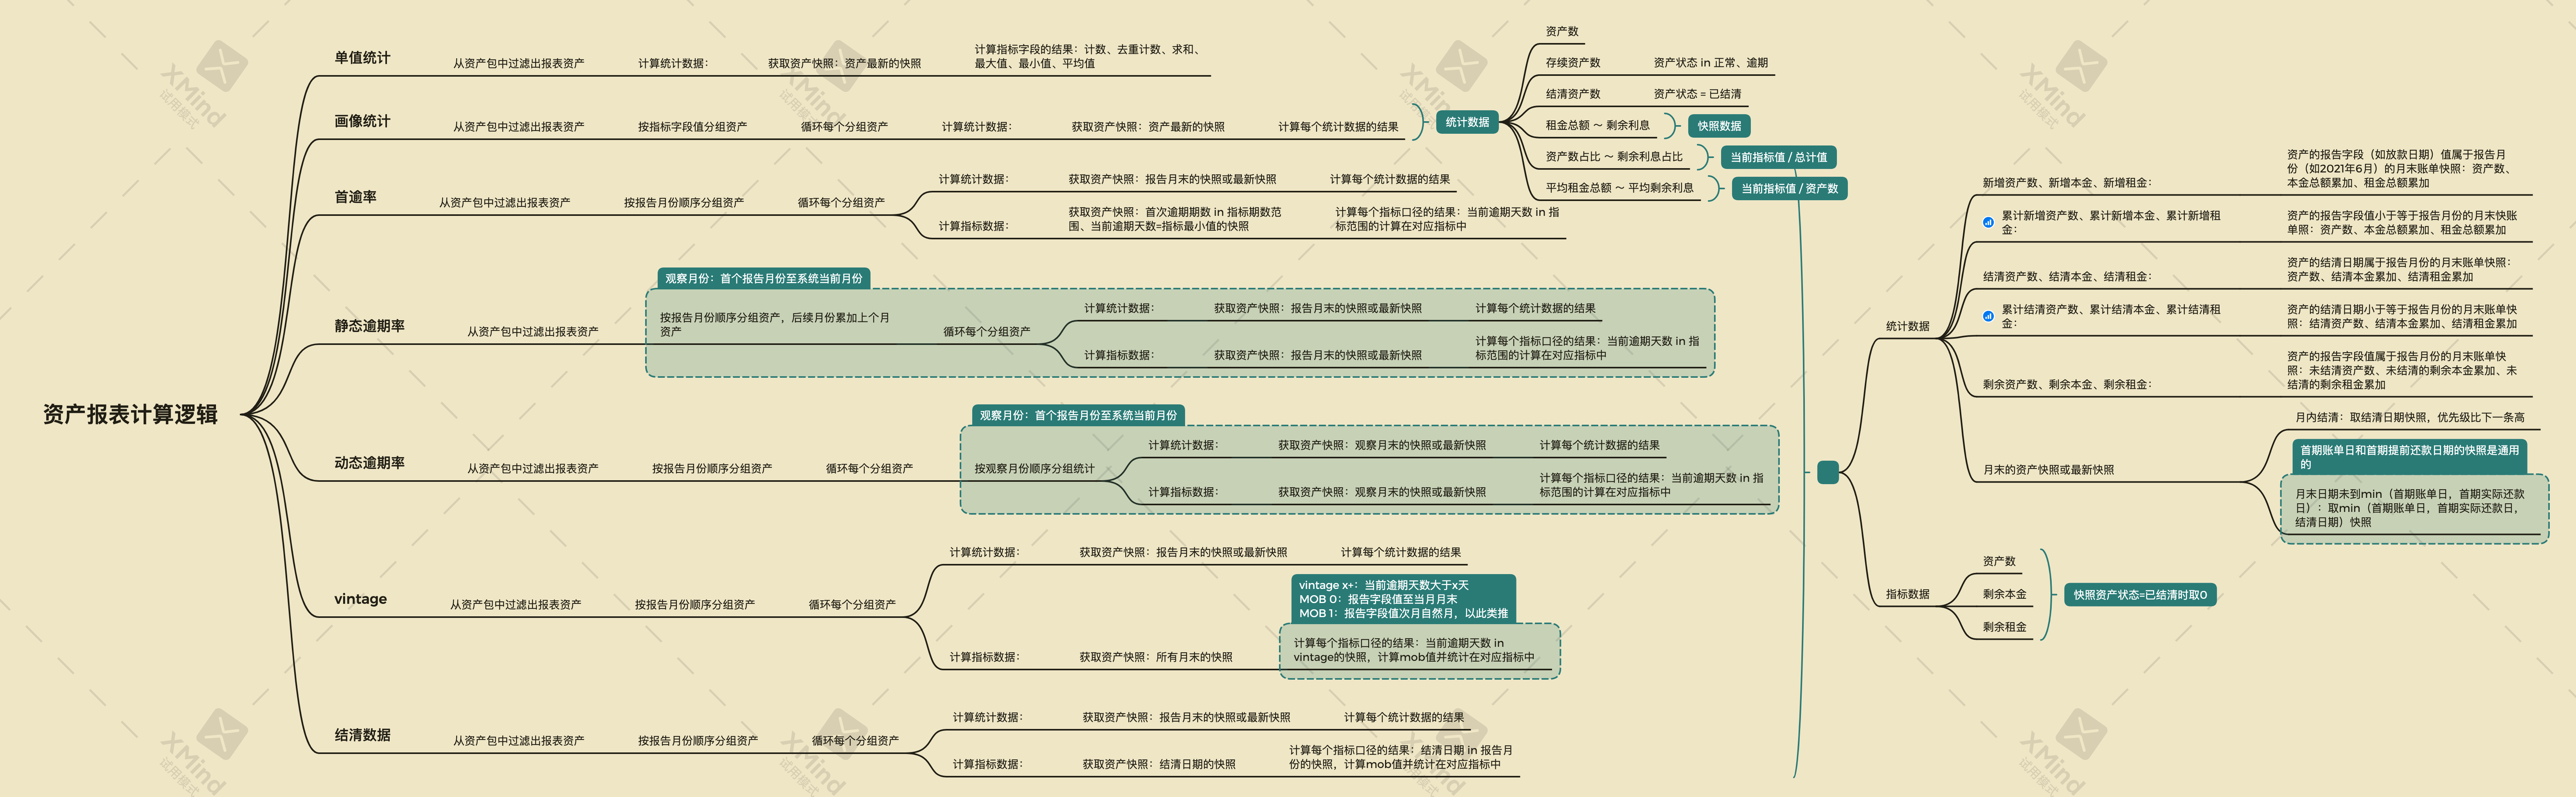 资产报表计算逻辑
单值统计
从资产包中过滤出报表资产
计算统计数据：
获取资产快照：资产最新的快照
计算指标字段的结果：计数、去重计数、求和、
最大值、最小值、平均值
画像统计
从资产包中过滤出报表资产
按指标字段值分组资产
循环每个分组资产
计算统计数据：
获取资产快照：资产最新的快照
计算每个统计数据的结果
统计数据
资产数
存续资产数
资产状态 in 正常、逾期
结清资产数
资产状态 = 已结清
租金总额 ～ 剩余利息
快照数据
资产数占比 ～ 剩余利息占比
当前指标值 / 总计值
平均租金总额 ～ 平均剩余利息
当前指标值 / 资产数
首逾率
从资产包中过滤出报表资产
按报告月份顺序分组资产
循环每个分组资产
计算统计数据：
获取资产快照：报告月末的快照或最新快照
计算每个统计数据的结果
计算指标数据：
获取资产快照：首次逾期期数 in 指标期数范
围、当前逾期天数=指标最小值的快照
计算每个指标口径的结果：当前逾期天数 in 指
标范围的计算在对应指标中
静态逾期率
从资产包中过滤出报表资产
观察月份：首个报告月份至系统当前月份
按报告月份顺序分组资产，后续月份累加上个月
资产
循环每个分组资产
计算统计数据：
获取资产快照：报告月末的快照或最新快照
计算每个统计数据的结果
计算指标数据：
获取资产快照：报告月末的快照或最新快照
计算每个指标口径的结果：当前逾期天数 in 指
标范围的计算在对应指标中
动态逾期率
从资产包中过滤出报表资产
按报告月份顺序分组资产
循环每个分组资产
观察月份：首个报告月份至系统当前月份
按观察月份顺序分组统计
计算统计数据：
获取资产快照：观察月末的快照或最新快照
计算每个统计数据的结果
计算指标数据：
获取资产快照：观察月末的快照或最新快照
计算每个指标口径的结果：当前逾期天数 in 指
标范围的计算在对应指标中
vintage
从资产包中过滤出报表资产
按报告月份顺序分组资产
循环每个分组资产
计算统计数据：
获取资产快照：报告月末的快照或最新快照
计算每个统计数据的结果
计算指标数据：
获取资产快照：所有月末的快照
vintage x+：当前逾期天数大于x天
MOB 0：报告字段值至当月月末
MOB 1：报告字段值次月自然月，以此类推
计算每个指标口径的结果：当前逾期天数 in
vintage的快照，计算mob值并统计在对应指标中
结清数据
从资产包中过滤出报表资产
按报告月份顺序分组资产
循环每个分组资产
计算统计数据：
获取资产快照：报告月末的快照或最新快照
计算每个统计数据的结果
计算指标数据：
获取资产快照：结清日期的快照
计算每个指标口径的结果：结清日期 in 报告月
份的快照，计算mob值并统计在对应指标中
统计数据
新增资产数、新增本金、新增租金：
资产的报告字段（如放款日期）值属于报告月
份（如2021年6月）的月末账单快照：资产数、
本金总额累加、租金总额累加
累计新增资产数、累计新增本金、累计新增租
金：
资产的报告字段值小于等于报告月份的月末快账
单照：资产数、本金总额累加、租金总额累加
结清资产数、结清本金、结清租金：
资产的结清日期属于报告月份的月末账单快照：
资产数、结清本金累加、结清租金累加
累计结清资产数、累计结清本金、累计结清租
金：
资产的结清日期小于等于报告月份的月末账单快
照：结清资产数、结清本金累加、结清租金累加
剩余资产数、剩余本金、剩余租金：
资产的报告字段值属于报告月份的月末账单快
照：未结清资产数、未结清的剩余本金累加、未
结清的剩余租金累加
月末的资产快照或最新快照
月内结清：取结清日期快照，优先级比下一条高
首期账单日和首期提前还款日期的快照是通用
的
月末日期未到min（首期账单日，首期实际还款
日）：取min（首期账单日，首期实际还款日，
结清日期）快照
指标数据
资产数
剩余本金
剩余租金
快照资产状态=已结清时取0
XMind
试用模式
XMind
试用模式
XMind
试用模式
XMind
试用模式
XMind
试用模式
XMind
试用模式
XMind
试用模式
XMind
试用模式